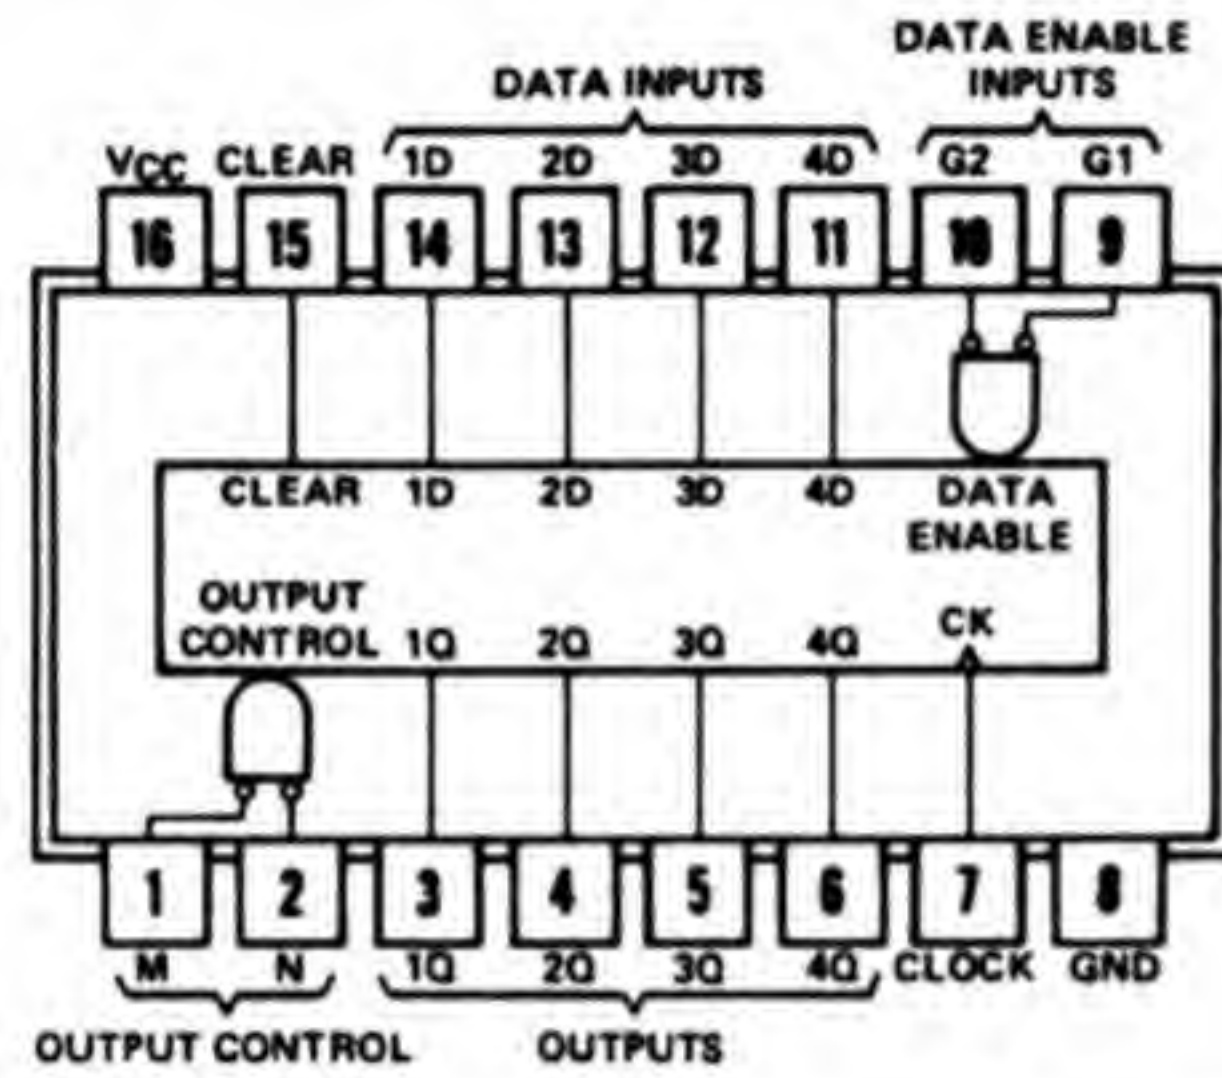 DATA ENABLE
INPUTS
DATA INPUTS
VCC CLEAR 1D 2D 3D 4D G2 G1
16 15 14 13 12 11 10 9
CLEAR 1D 2D 3D 4D DATA
ENABLE
OUTPUT
CONTROL 1Q 2Q 3Q 4Q CK
1 2 3 4 5 6 7 8
M N 1Q 2Q 3Q 4Q CLOCK GND
OUTPUT CONTROL OUTPUTS